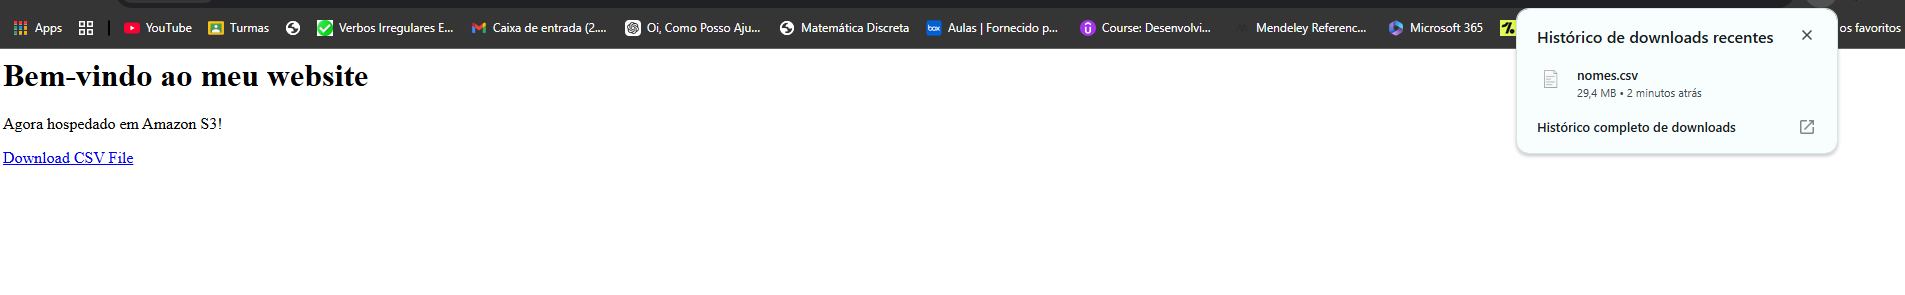 Apps YouTube Turmas Verbos Irregulares E... Caixa de entrada (2.... Oi, Como Posso Aju... Matemática Discreta Aulas | Fornecido p... Course: Desenvolvi... Mendeley Referenc... Microsoft 365 os favoritos
Bem-vindo ao meu website
Agora hospedado em Amazon S3!
Download CSV File
Histórico de downloads recentes
nomes.csv
29,4 MB • 2 minutos atrás
Histórico completo de downloads